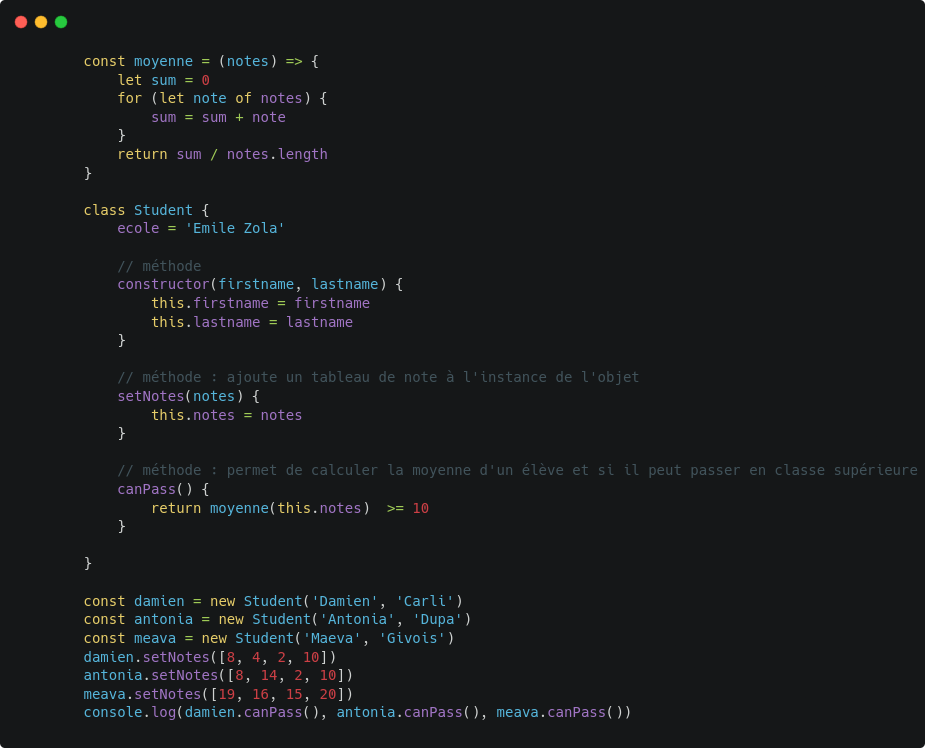 const moyenne = (notes) => {
    let sum = 0
    for (let note of notes) {
        sum = sum + note
    }
    return sum / notes.length
}

class Student {
    ecole = 'Emile Zola'

    // méthode
    constructor(firstname, lastname) {
        this.firstname = firstname
        this.lastname = lastname
    }

    // méthode : ajoute un tableau de note à l'instance de l'objet
    setNotes(notes) {
        this.notes = notes
    }

    // méthode : permet de calculer la moyenne d'un élève et si il peut passer en classe supérieure
    canPass() {
        return moyenne(this.notes)  >= 10
    }

}

const damien = new Student('Damien', 'Carli')
const antonia = new Student('Antonia', 'Dupa')
const meava = new Student('Maeva', 'Givois')
damien.setNotes([8, 4, 2, 10])
antonia.setNotes([8, 14, 2, 10])
meava.setNotes([19, 16, 15, 20])
console.log(damien.canPass(), antonia.canPass(), meava.canPass())